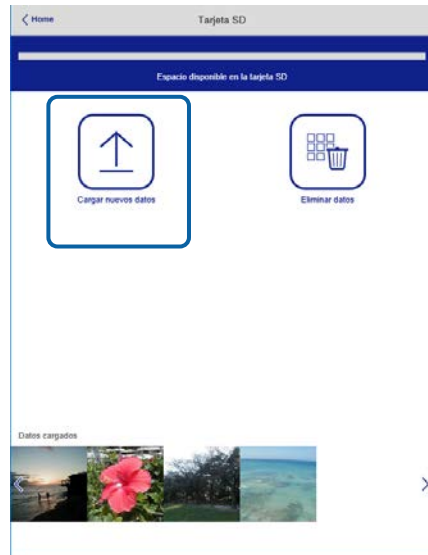 Home
Tarjeta SD
Espacio disponible en la tarjeta SD
Cargar nuevos datos
Eliminar datos
Datos cargados